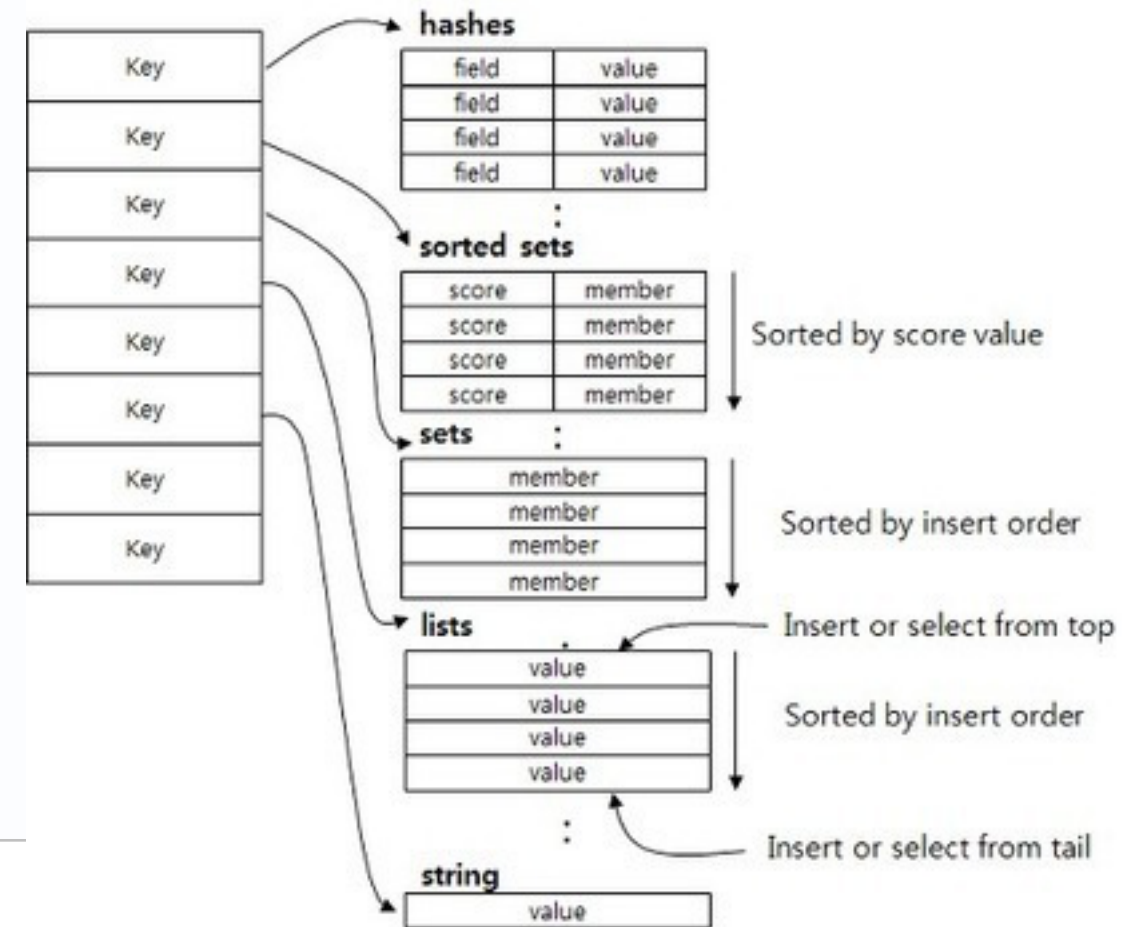 hashes
Key
field value
field value
Key
field value
field value
Key
sorted sets
Key
score member
score member
Sorted by score value
Key
score member
score member
Key
sets
Key
member
member
Sorted by insert order
Key
member
member
lists
Insert or select from top
value
value
Sorted by insert order
value
value
Insert or select from tail
string
value